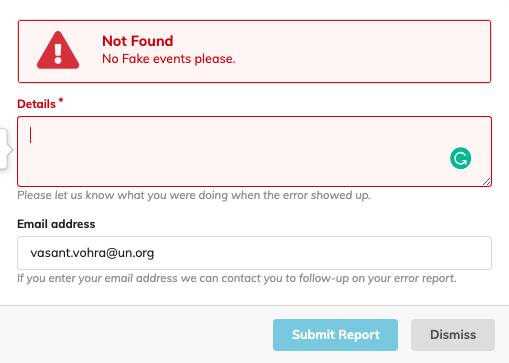 Not Found
No Fake events please.
Details *
Please let us know what you were doing when the error showed up.
Email address
vasant.vohra@un.org
If you enter your email address we can contact you to follow-up on your error report.
Submit Report
Dismiss